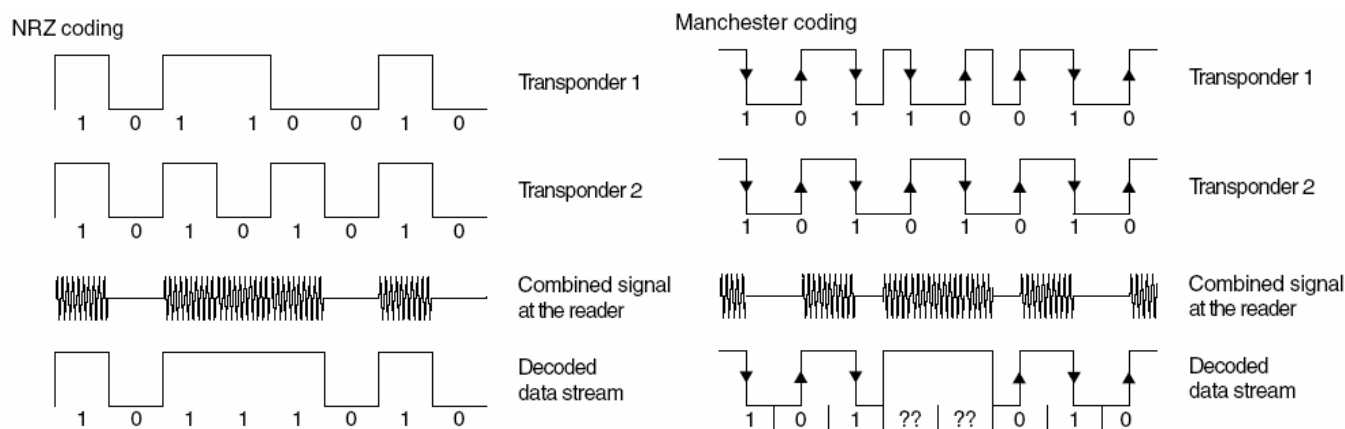 NRZ coding
Transponder 1
1 0 1 1 0 0 1 0
Transponder 2
1 0 1 0 1 0 1 0
Combined signal
at the reader
Decoded
data stream
1 0 1 1 1 0 1 0
Manchester coding
Transponder 1
1 0 1 1 0 0 1 0
Transponder 2
1 0 1 0 1 0 1 0
Combined signal
at the reader
Decoded
data stream
1 0 1 ?? ?? 0 1 0